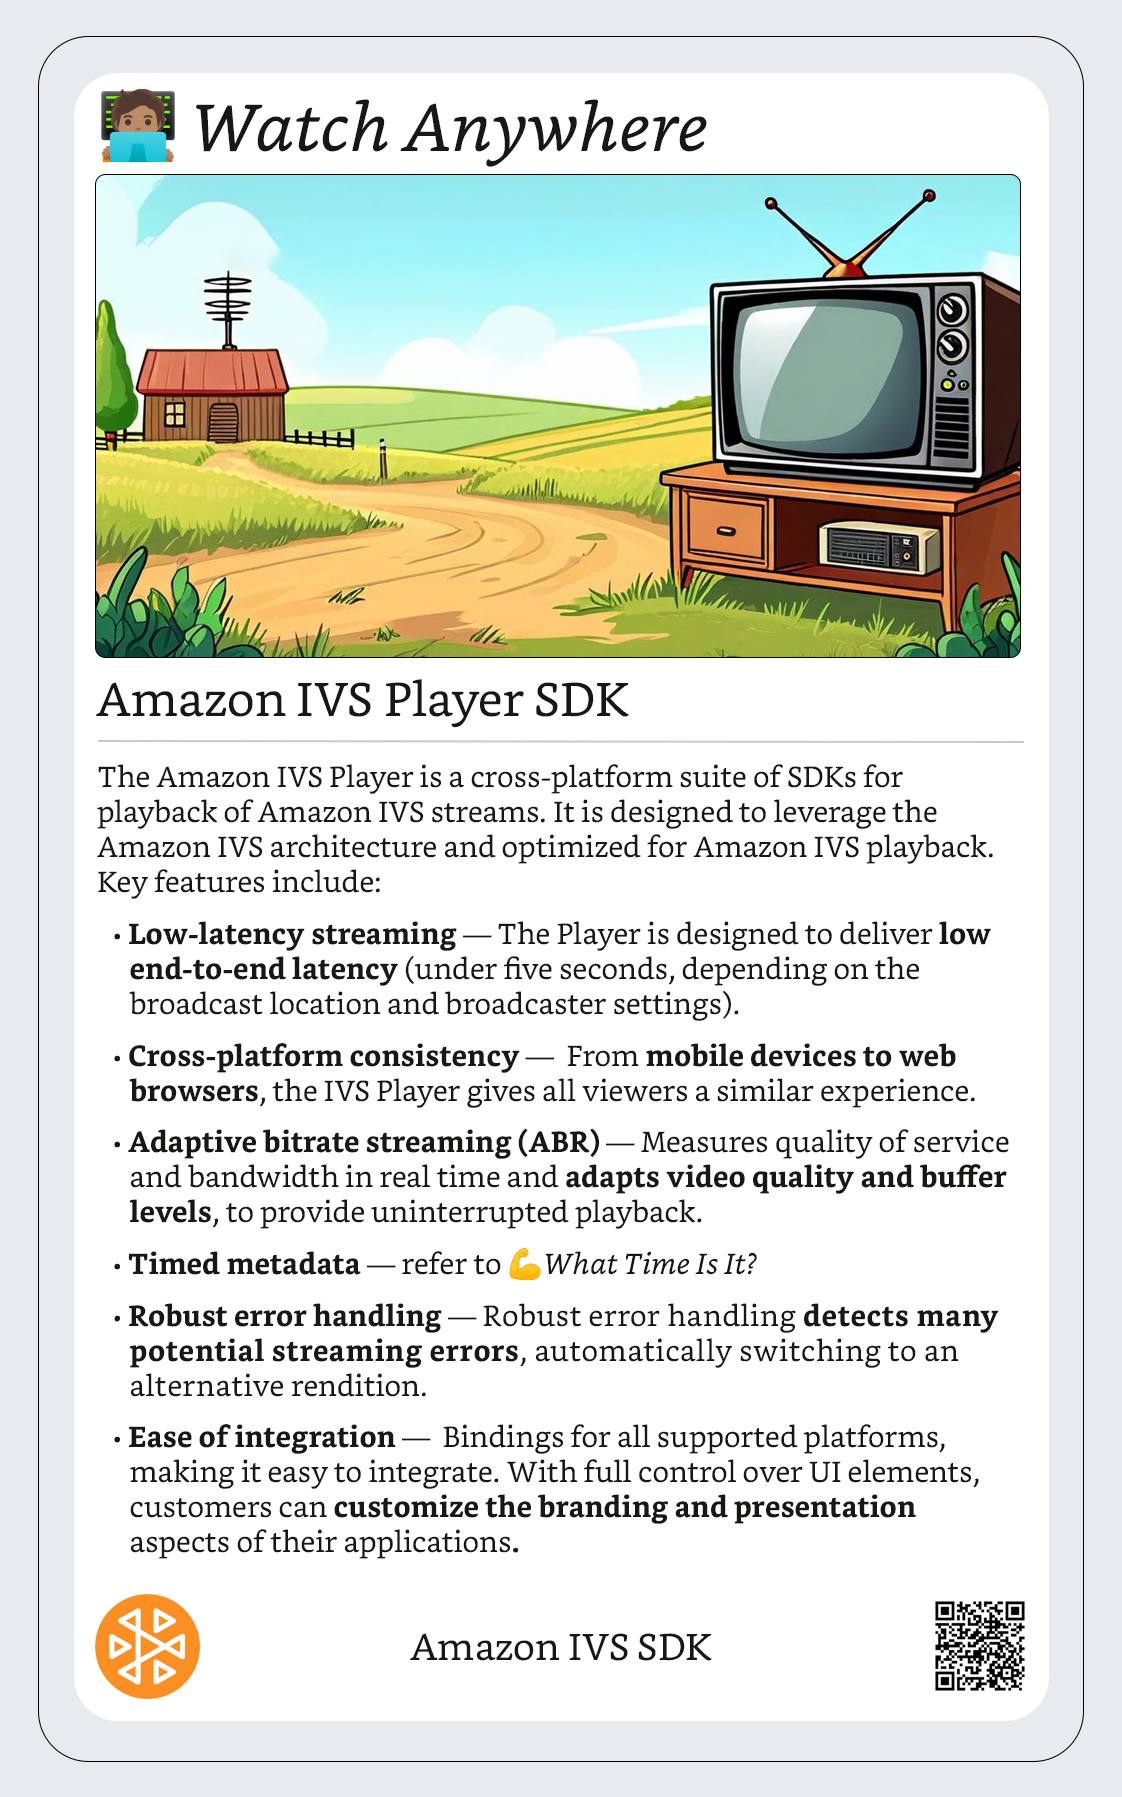 🧑🏽‍💻 Watch Anywhere
Amazon IVS Player SDK
The Amazon IVS Player is a cross-platform suite of SDKs for
playback of Amazon IVS streams. It is designed to leverage the
Amazon IVS architecture and optimized for Amazon IVS playback.
Key features include:
• Low-latency streaming — The Player is designed to deliver low
end-to-end latency (under five seconds, depending on the
broadcast location and broadcaster settings).
• Cross-platform consistency — From mobile devices to web
browsers, the IVS Player gives all viewers a similar experience.
• Adaptive bitrate streaming (ABR) — Measures quality of service
and bandwidth in real time and adapts video quality and buffer
levels, to provide uninterrupted playback.
• Timed metadata — refer to 💪What Time Is It?
• Robust error handling — Robust error handling detects many
potential streaming errors, automatically switching to an
alternative rendition.
• Ease of integration — Bindings for all supported platforms,
making it easy to integrate. With full control over UI elements,
customers can customize the branding and presentation
aspects of their applications.
Amazon IVS SDK